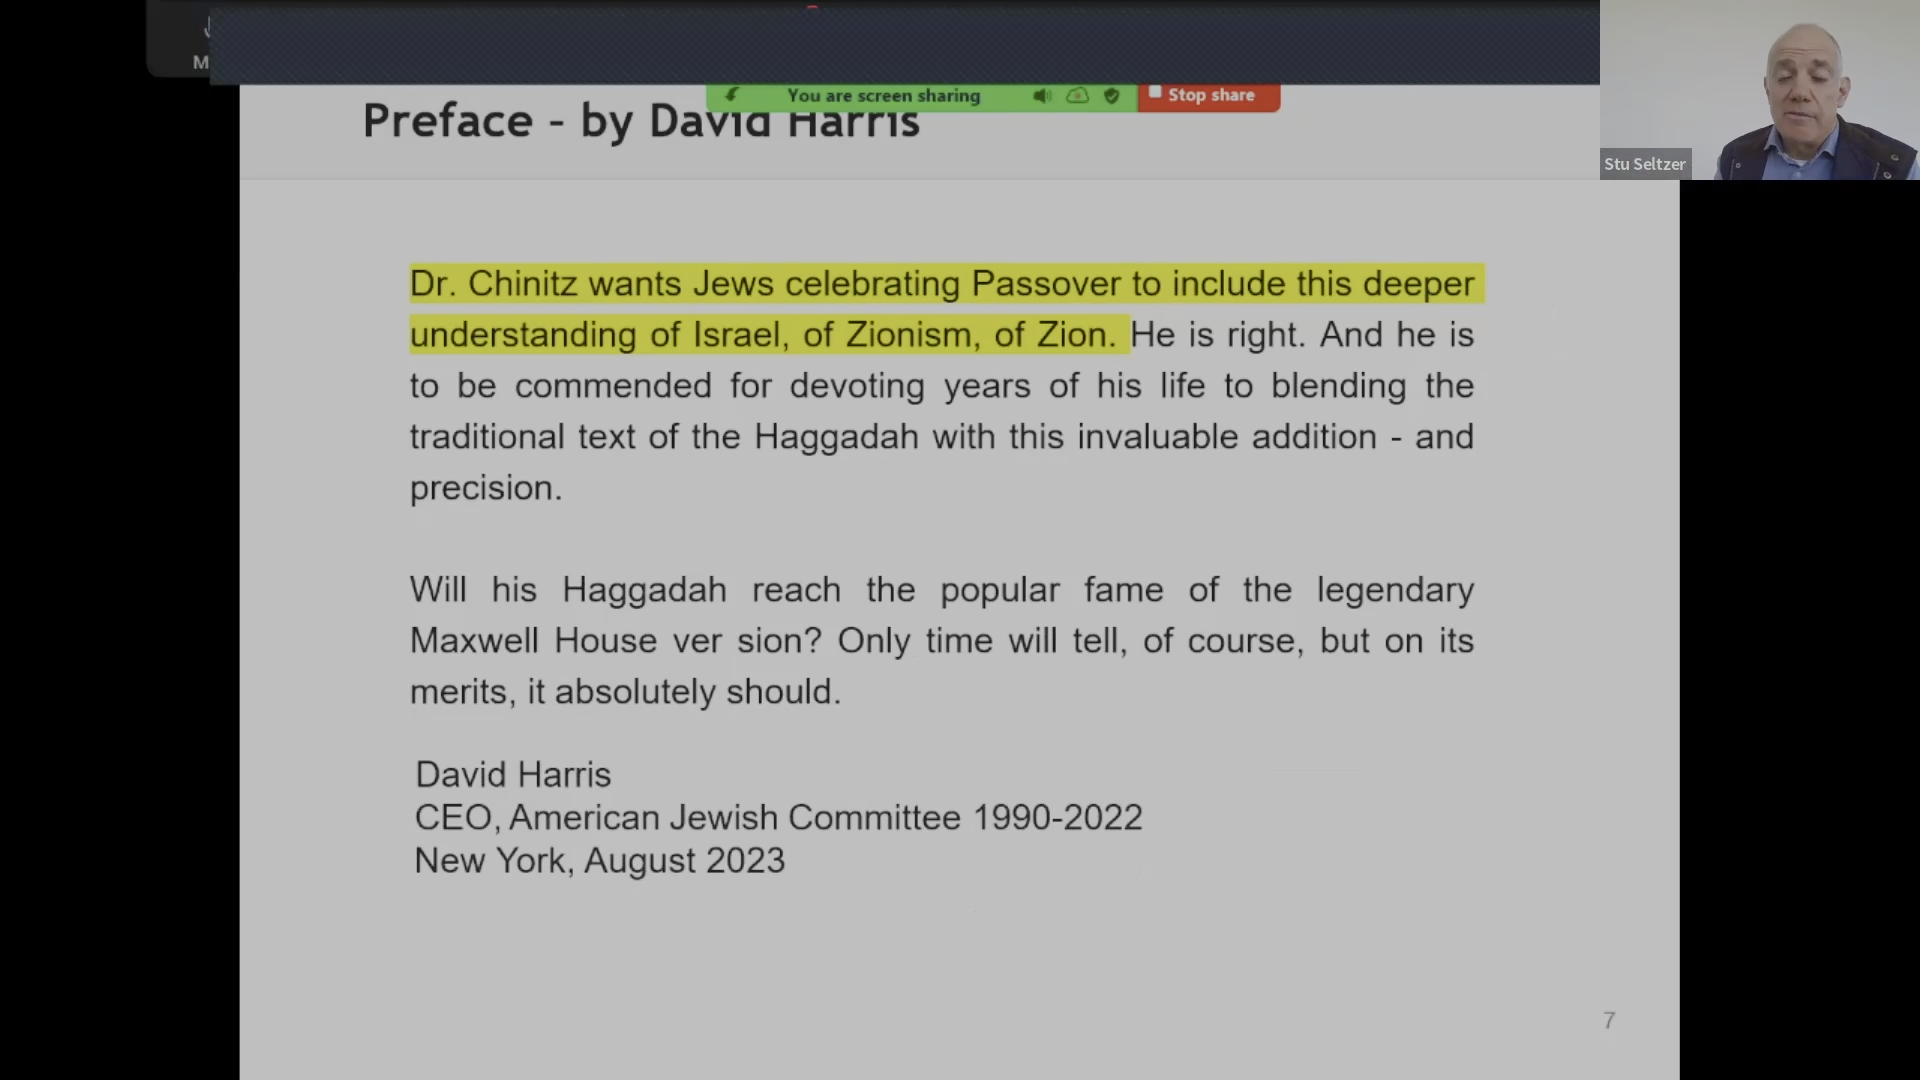 M
You are screen sharing
Stop share
Preface - by David Harris
Stu Seltzer
Dr. Chinitz wants Jews celebrating Passover to include this deeper
understanding of Israel, of Zionism, of Zion. He is right. And he is
to be commended for devoting years of his life to blending the
traditional text of the Haggadah with this invaluable addition - and
precision.
Will his Haggadah reach the popular fame of the legendary
Maxwell House ver sion? Only time will tell, of course, but on its
merits, it absolutely should.
David Harris
CEO, American Jewish Committee 1990-2022
New York, August 2023
7